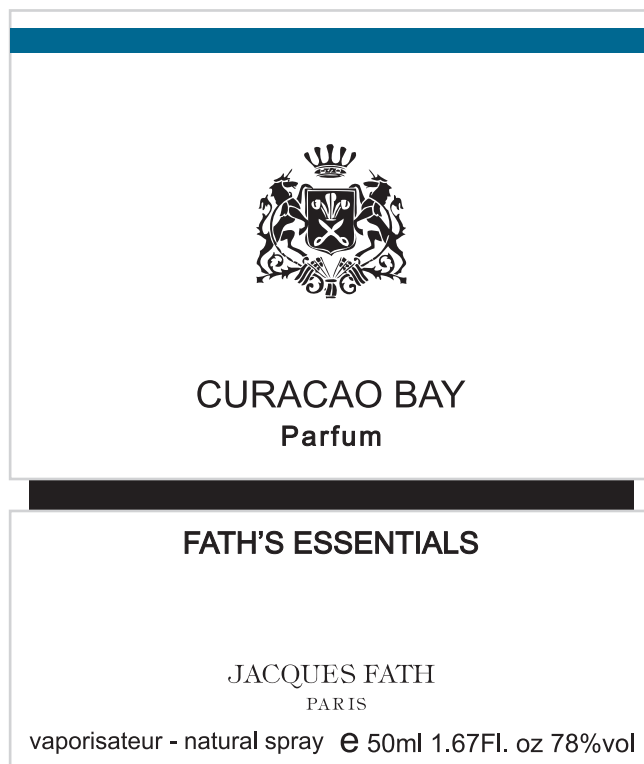 CURACAO BAY
Parfum
FATH'S ESSENTIALS
JACQUES FATH
PARIS
vaporisateur - natural spray e 50ml 1.67Fl. oz 78%vol